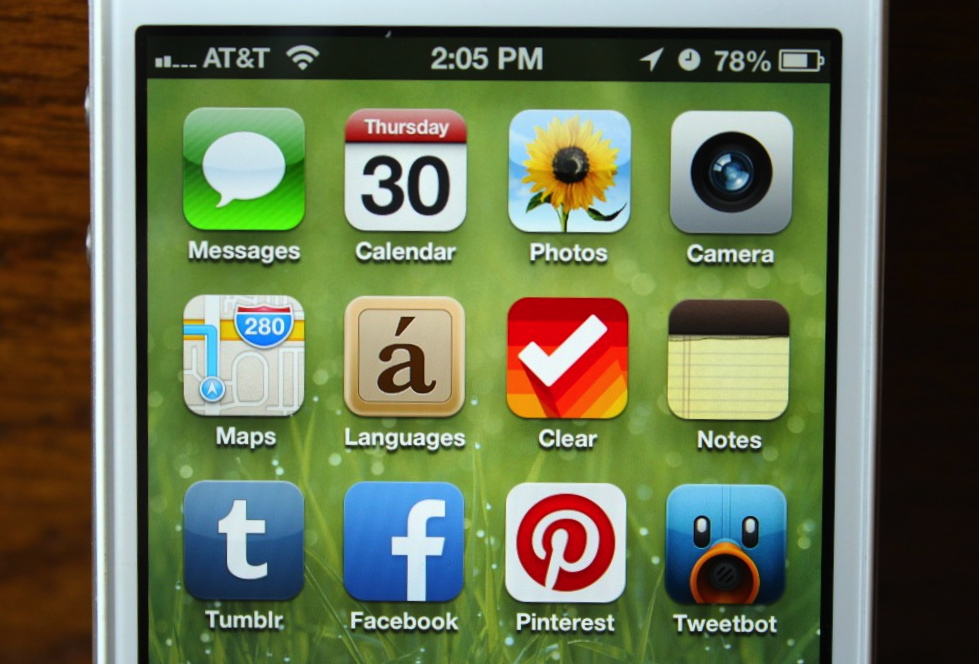 AT&T 2:05 PM 78%
Thursday
30
Messages Calendar Photos Camera
280
á
Maps Languages Clear Notes
t f P
Tumblr Facebook Pinterest Tweetbot